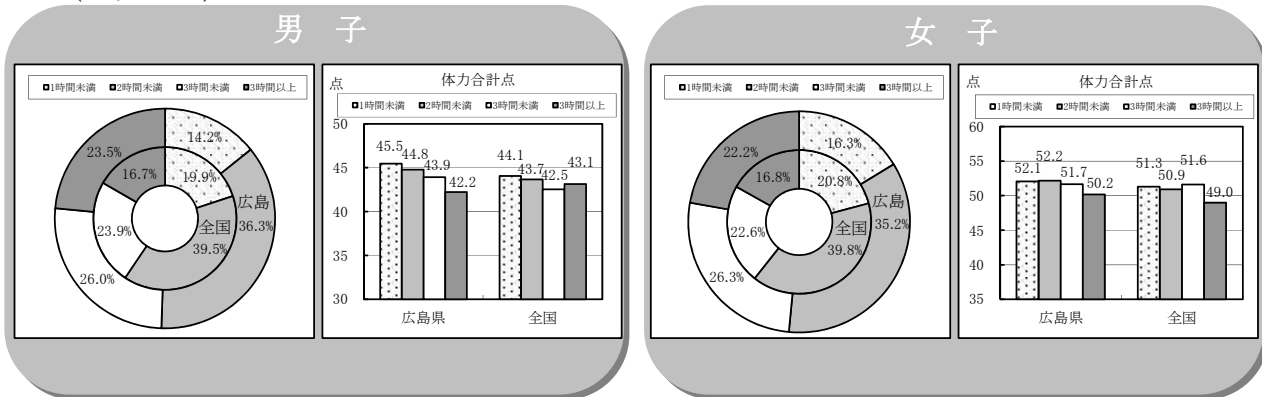 男 子
□1時間未満 □2時間未満 □3時間未満 □3時間以上
14.2%
23.5%
16.7%
19.9%
広島
36.3%
全国
39.5%
23.9%
26.0%
点
体力合計点
□1時間未満 □2時間未満 □3時間未満 □3時間以上
50
45
40
35
30
45.5
44.8
43.9
42.2
44.1
43.7
42.5
43.1
広島県
全国
女 子
□1時間未満 □2時間未満 □3時間未満 □3時間以上
16.3%
22.2%
16.8%
20.8%
広島
35.2%
全国
39.8%
22.6%
26.3%
点
体力合計点
□1時間未満 □2時間未満 □3時間未満 □3時間以上
60
55
50
45
40
35
52.1
52.2
51.7
50.2
51.3
50.9
51.6
49.0
広島県
全国